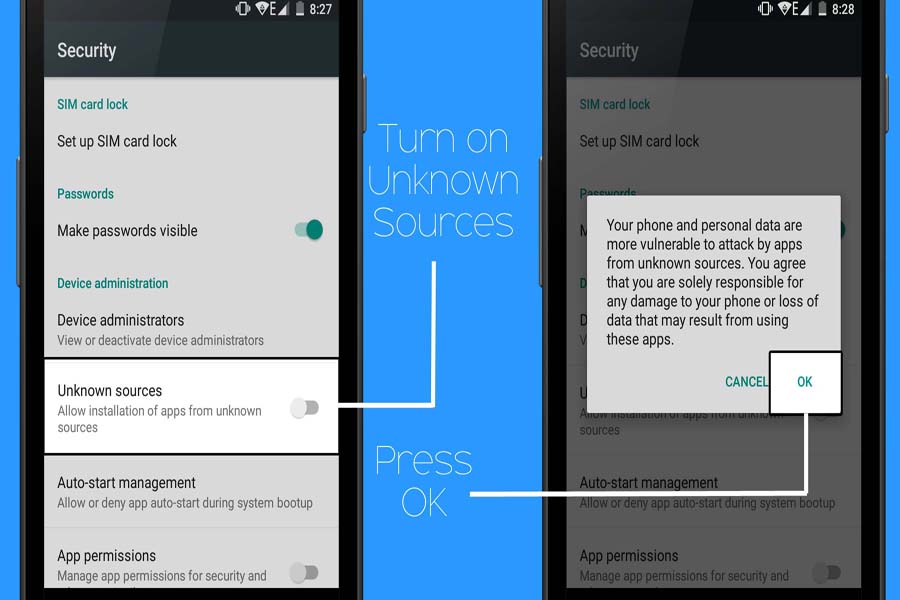 8:27
Security
SIM card lock
Set up SIM card lock
Passwords
Make passwords visible
Device administration
Device administrators
View or deactivate device administrators
Unknown sources
Allow installation of apps from unknown
sources
Auto-start management
Allow or deny app auto-start during system bootup
App permissions
Manage app permissions for security and
Turn on
Unknown
Sources
Press
OK
E 8:28
Security
SIM card lock
Set up SIM card lock
Passwords
Your phone and personal data are
more vulnerable to attack by apps
from unknown sources. You agree
that you are solely responsible for
any damage to your phone or loss of
data that may result from using
these apps.
CANCEL OK
Allow installation of apps from unknown
sources
Auto-start management
Allow or deny app auto-start during system bootup
App permissions
Manage app permissions for security and